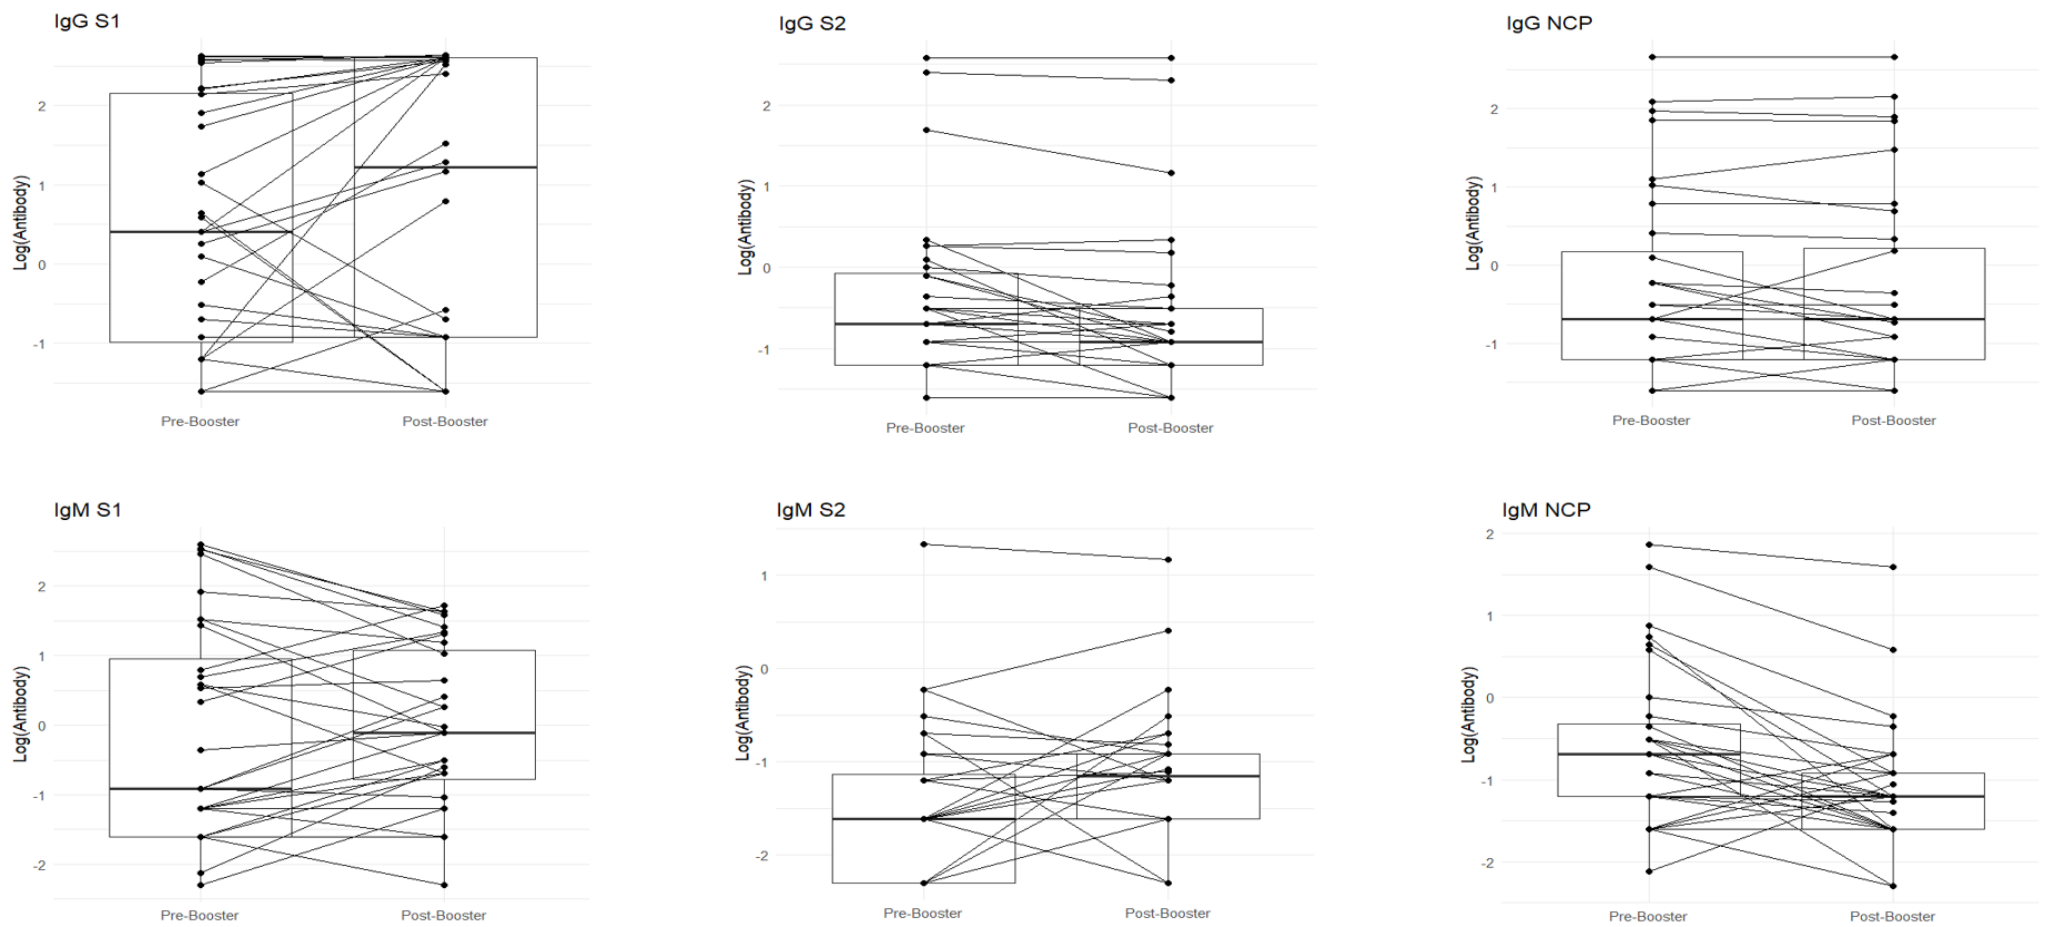 IgG S1
Log(Antibody)
2
1
0
-1
Pre-Booster
Post-Booster
IgG S2
Log(Antibody)
2
1
0
-1
Pre-Booster
Post-Booster
IgG NCP
Log(Antibody)
2
1
0
-1
Pre-Booster
Post-Booster
IgM S1
Log(Antibody)
2
1
0
-1
-2
Pre-Booster
Post-Booster
IgM S2
Log(Antibody)
1
0
-1
-2
Pre-Booster
Post-Booster
IgM NCP
Log(Antibody)
2
1
0
-1
-2
Pre-Booster
Post-Booster